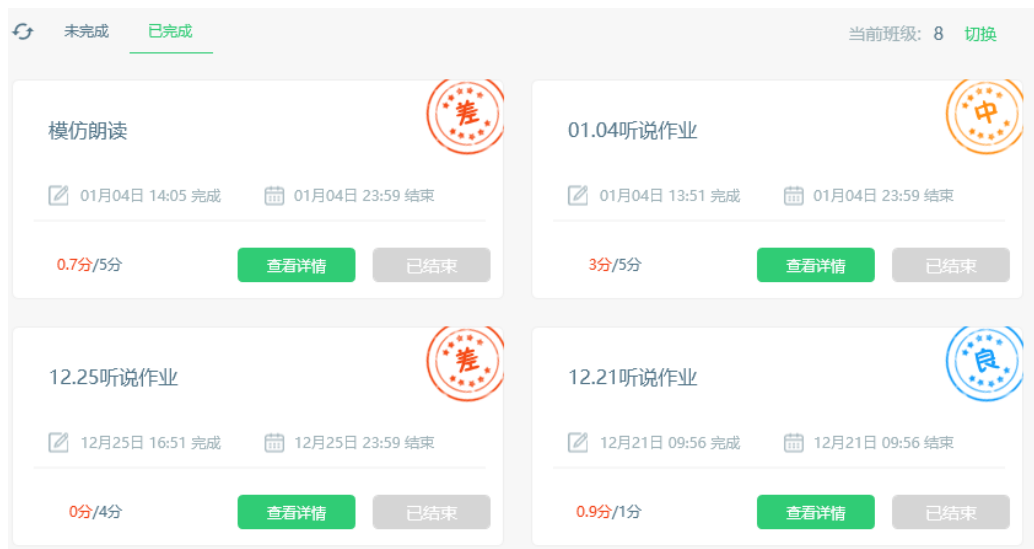 未完成 已完成 当前班级: 8 切换
差
模仿朗读
01月04日 14:05 完成 01月04日 23:59 结束
0.7分/5分 查看详情 已结束
中
01.04听说作业
01月04日 13:51 完成 01月04日 23:59 结束
3分/5分 查看详情 已结束
差
12.25听说作业
12月25日 16:51 完成 12月25日 23:59 结束
0分/4分 查看详情 已结束
良
12.21听说作业
12月21日 09:56 完成 12月21日 09:56 结束
0.9分/1分 查看详情 已结束